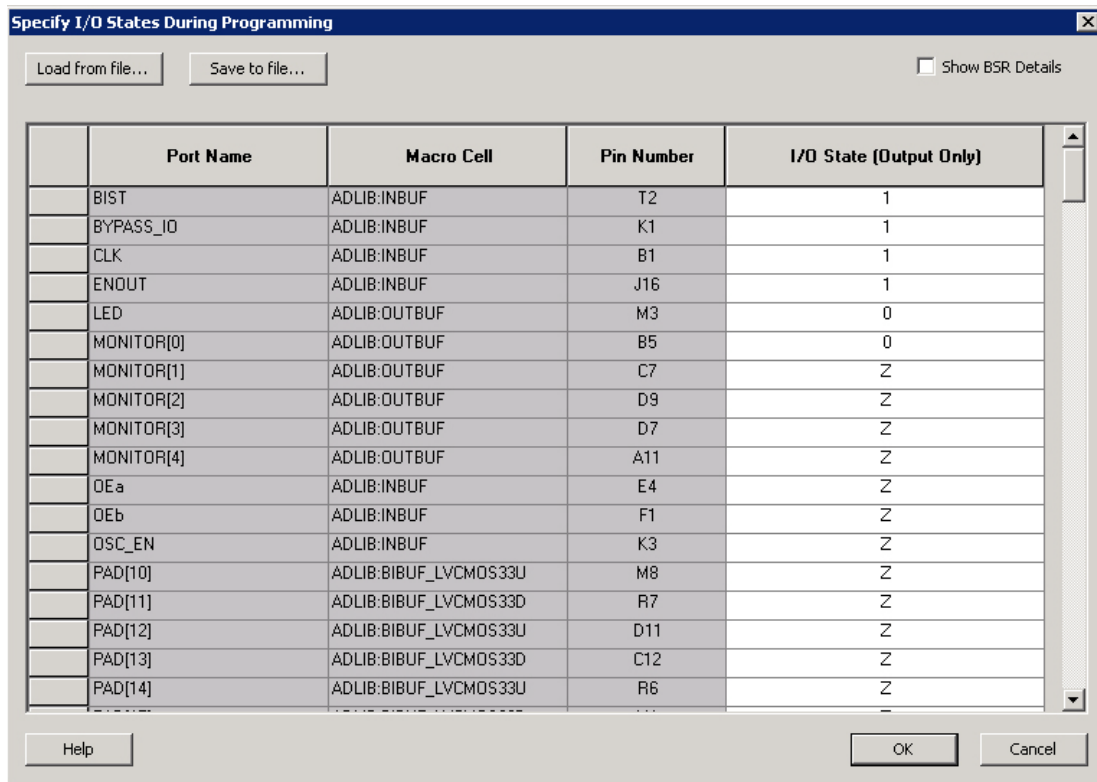 Specify I/O States During Programming
Load from file... Save to file... Show BSR Details
Port Name Macro Cell Pin Number I/O State (Output Only)
BIST ADLIB:INBUF T2 1
BYPASS_IO ADLIB:INBUF K1 1
CLK ADLIB:INBUF B1 1
ENOUT ADLIB:INBUF J16 1
LED ADLIB:OUTBUF M3 0
MONITOR[0] ADLIB:OUTBUF B5 0
MONITOR[1] ADLIB:OUTBUF C7 Z
MONITOR[2] ADLIB:OUTBUF D9 Z
MONITOR[3] ADLIB:OUTBUF D7 Z
MONITOR[4] ADLIB:OUTBUF A11 Z
OEa ADLIB:INBUF E4 Z
OEb ADLIB:INBUF F1 Z
OSC_EN ADLIB:INBUF K3 Z
PAD[10] ADLIB:BIBUF_LVCMOS33U M8 Z
PAD[11] ADLIB:BIBUF_LVCMOS33D R7 Z
PAD[12] ADLIB:BIBUF_LVCMOS33U D11 Z
PAD[13] ADLIB:BIBUF_LVCMOS33D C12 Z
PAD[14] ADLIB:BIBUF_LVCMOS33U R6 Z
Help OK Cancel